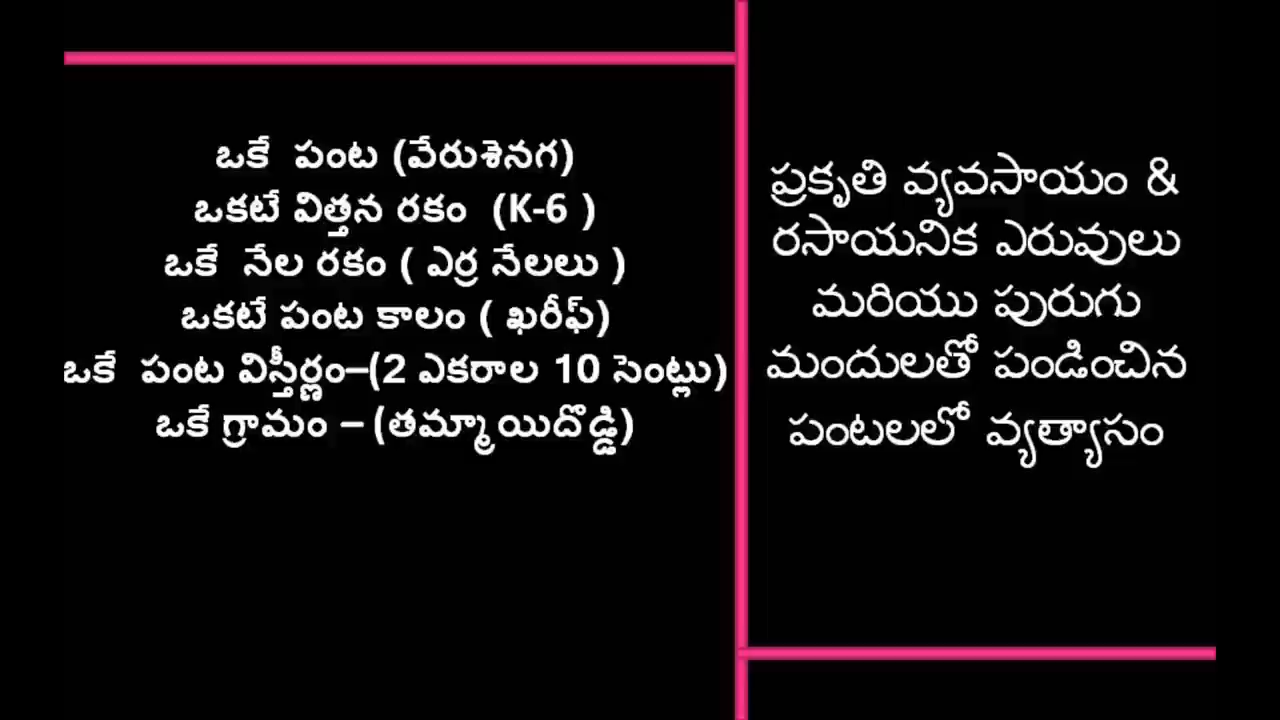 ఒకే పంట (వేరుశెనగ)
ఒకటే విత్తన రకం (K-6 )
ఒకే నేల రకం ( ఎర్ర నేలలు )
ఒకటే పంట కాలం ( ఖరీఫ్)
ఒకే పంట విస్తీర్ణం–(2 ఎకరాల 10 సెంట్లు)
ఒకే గ్రామం – (తమ్మాయిదొడ్డి)
ప్రకృతి వ్యవసాయం &
రసాయనిక ఎరువులు
మరియు పురుగు
మందులతో పండించిన
పంటలలో వ్యత్యాసం